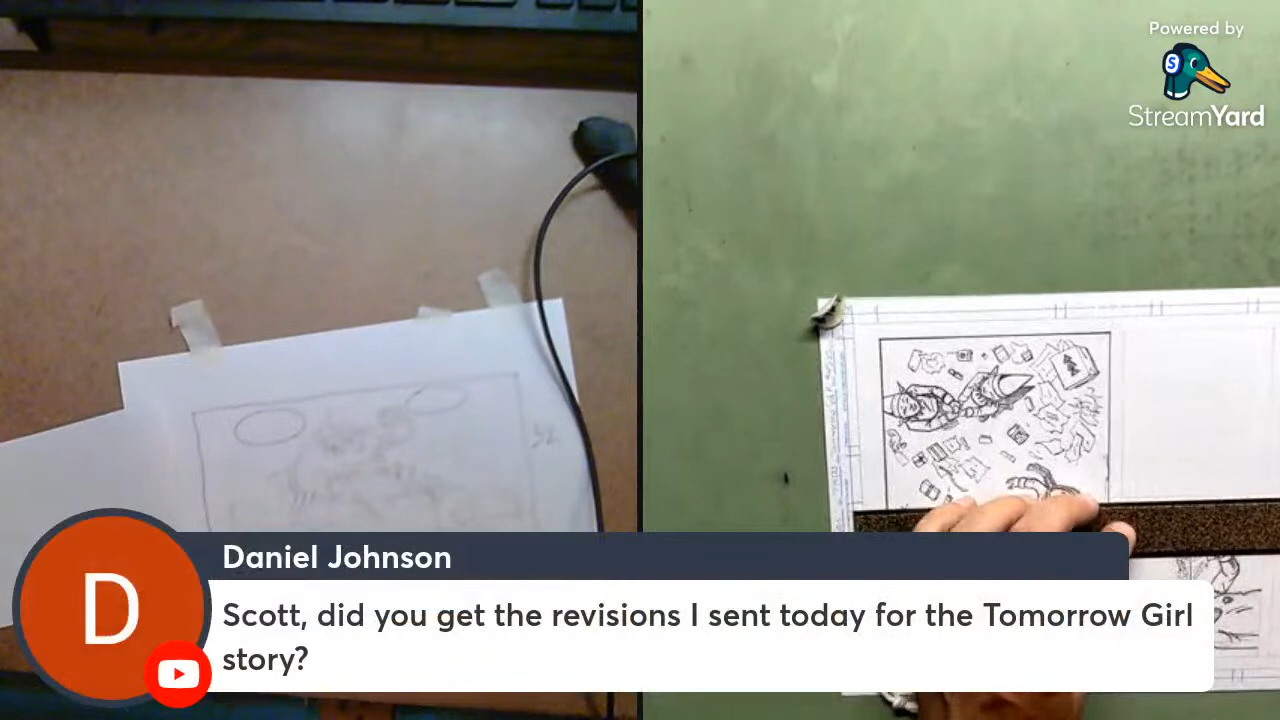 Powered by
S
StreamYard
Daniel Johnson
D
Scott, did you get the revisions I sent today for the Tomorrow Girl
story?